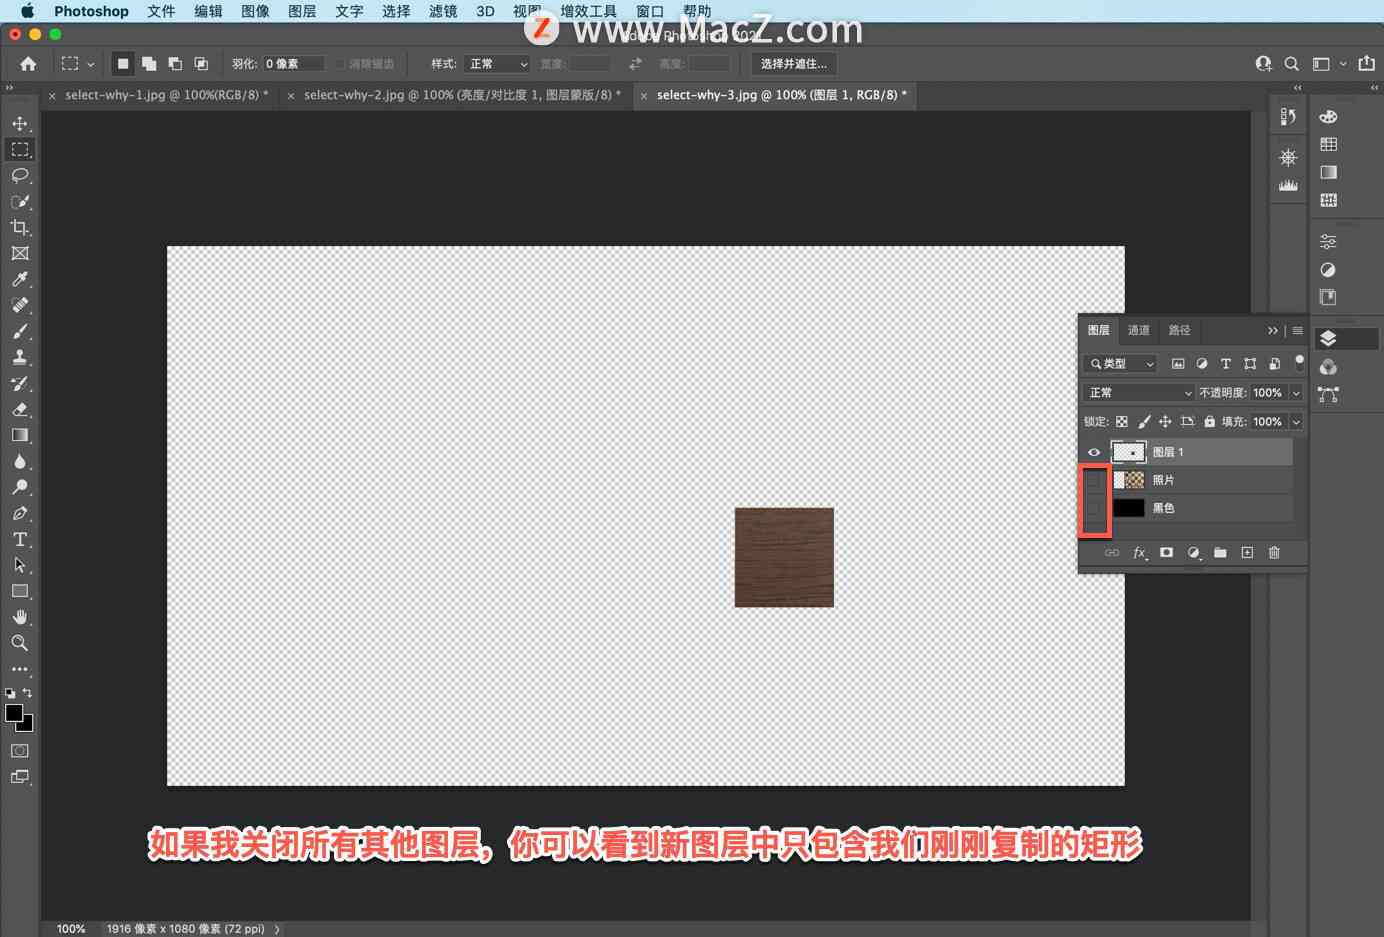 Photoshop 文件 编辑 图像 图层 文字 选择 滤镜 3D 视图 增效工具 窗口 帮助
www.MacZ.com
Adobe Photoshop 2021
羽化: 0 像素 消除锯齿 样式: 正常 宽度: 高度: 选择并遮住...
select-why-1.jpg @ 100%(RGB/8) *
select-why-2.jpg @ 100% (亮度/对比度 1, 图层蒙版/8) *
select-why-3.jpg @ 100% (图层 1, RGB/8) *
图层 通道 路径
类型
正常 不透明度: 100%
锁定: 填充: 100%
图层 1
照片
黑色
fx
如果我关闭所有其他图层，你可以看到新图层中只包含我们刚刚复制的矩形
100% 1916 像素 x 1080 像素 (72 ppi)